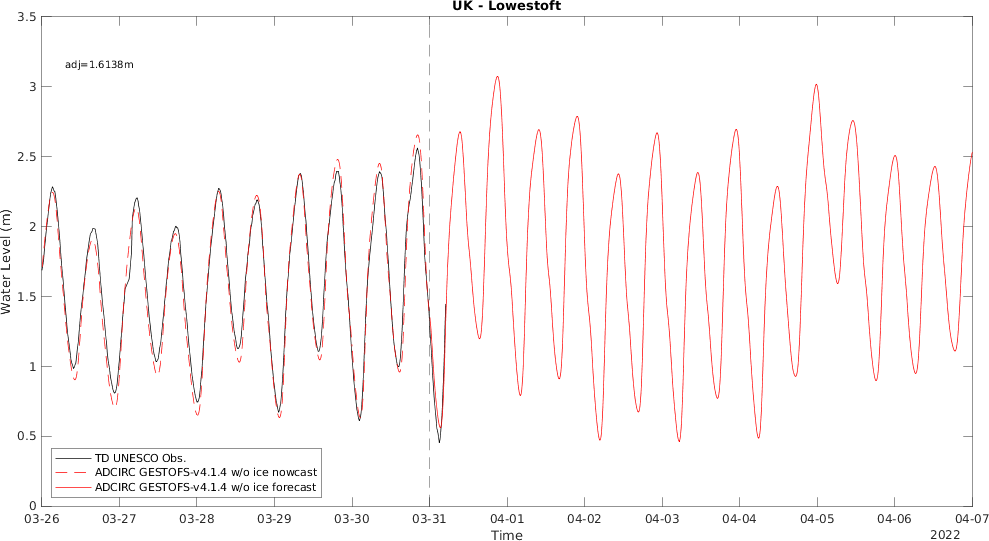 UK - Lowestoft
3.5
adj=1.6138m
3
2.5
2
Water Level (m)
1.5
1
0.5
TD UNESCO Obs.
ADCIRC GESTOFS-v4.1.4 w/o ice nowcast
ADCIRC GESTOFS-v4.1.4 w/o ice forecast
0
03-26 03-27 03-28 03-29 03-30 03-31 04-01 04-02 04-03 04-04 04-05 04-06 04-07
Time
2022